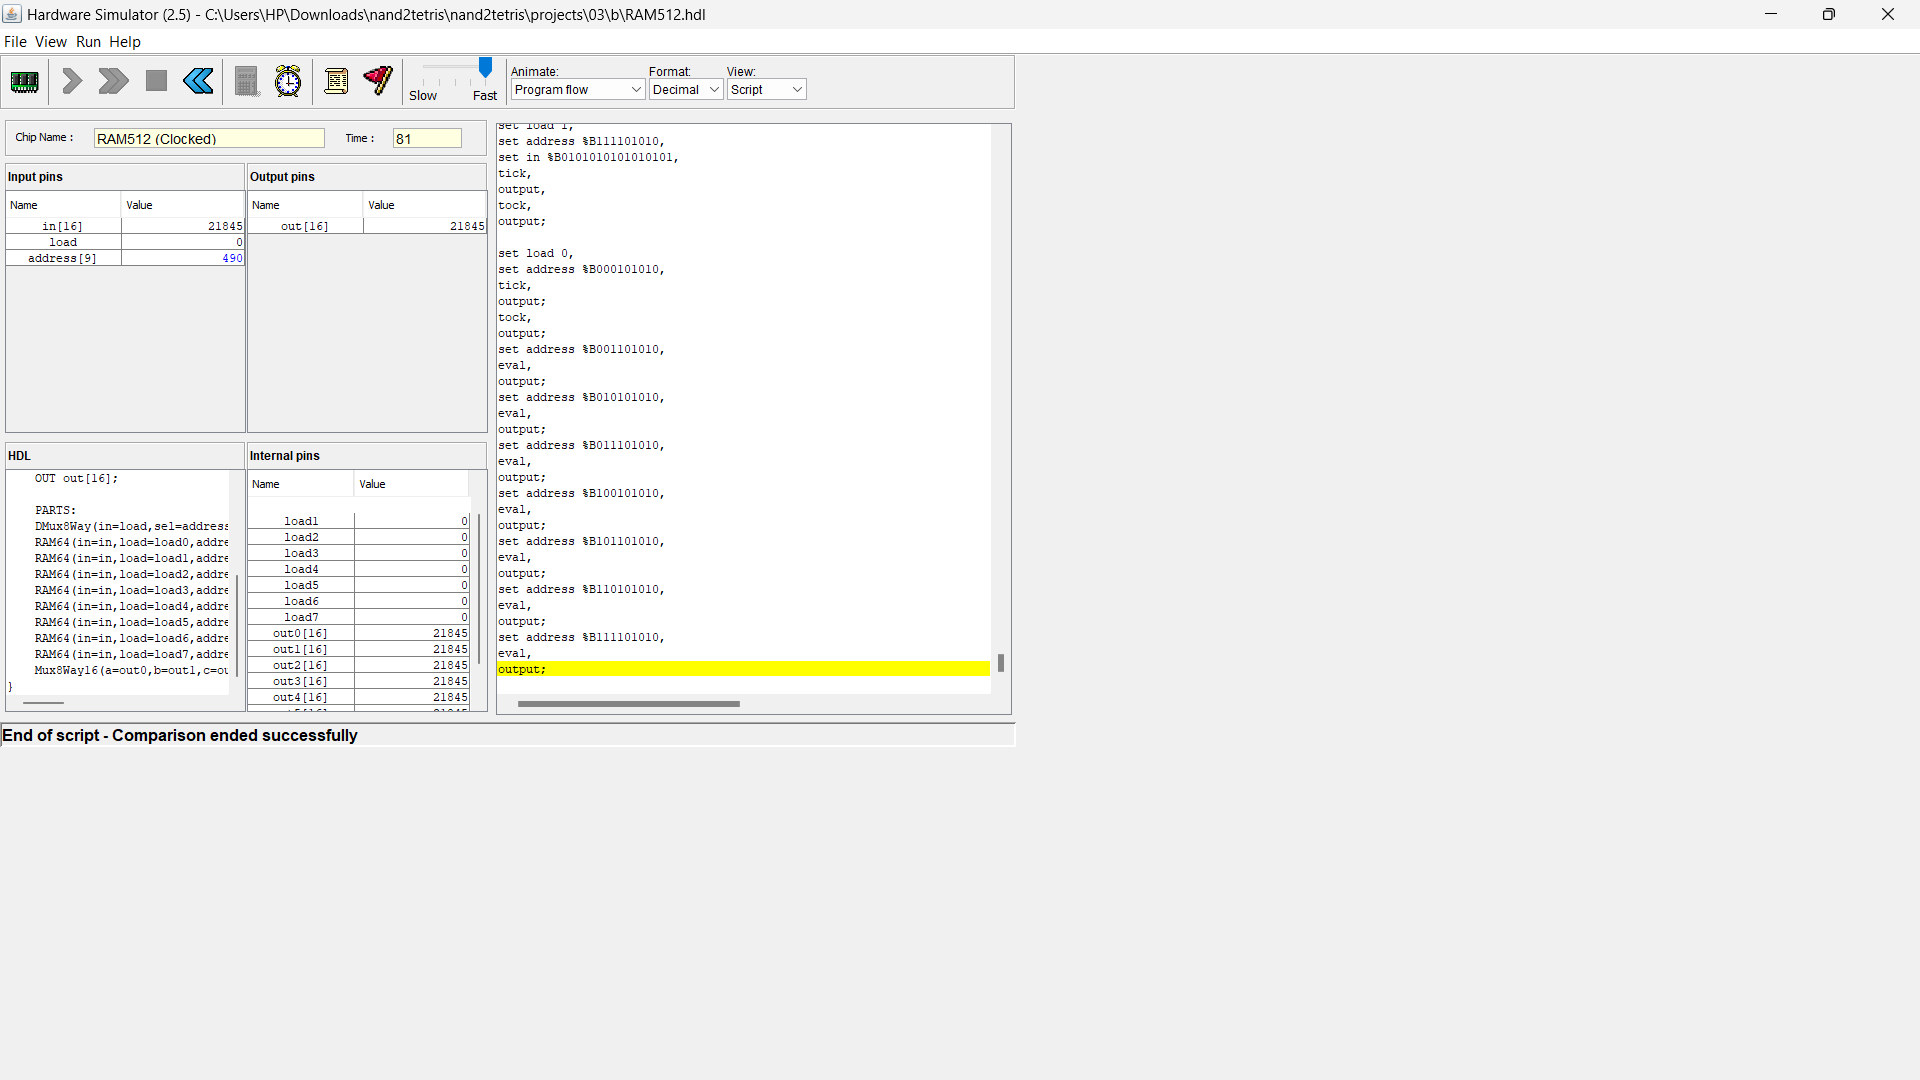 Hardware Simulator (2.5) - C:\Users\HP\Downloads\nand2tetris\nand2tetris\projects\03\b\RAM512.hdl
File View Run Help
Slow Fast
Animate:
Program flow
Format:
Decimal
View:
Script
Chip Name :
RAM512 (Clocked)
Time :
81
Input pins
Name Value
in[16] 21845
load 0
address[9] 490
Output pins
Name Value
out[16] 21845
HDL
OUT out[16];
PARTS:
DMux8Way(in=load,sel=address
RAM64(in=in,load=load0,addre
RAM64(in=in,load=load1,addre
RAM64(in=in,load=load2,addre
RAM64(in=in,load=load3,addre
RAM64(in=in,load=load4,addre
RAM64(in=in,load=load5,addre
RAM64(in=in,load=load6,addre
RAM64(in=in,load=load7,addre
Mux8Way16(a=out0,b=out1,c=ou
}
Internal pins
Name Value
load1 0
load2 0
load3 0
load4 0
load5 0
load6 0
load7 0
out0[16] 21845
out1[16] 21845
out2[16] 21845
out3[16] 21845
out4[16] 21845
set load 1,
set address %B111101010,
set in %B0101010101010101,
tick,
output,
tock,
output;
set load 0,
set address %B000101010,
tick,
output;
tock,
output;
set address %B001101010,
eval,
output;
set address %B010101010,
eval,
output;
set address %B011101010,
eval,
output;
set address %B100101010,
eval,
output;
set address %B101101010,
eval,
output;
set address %B110101010,
eval,
output;
set address %B111101010,
eval,
output;
End of script - Comparison ended successfully